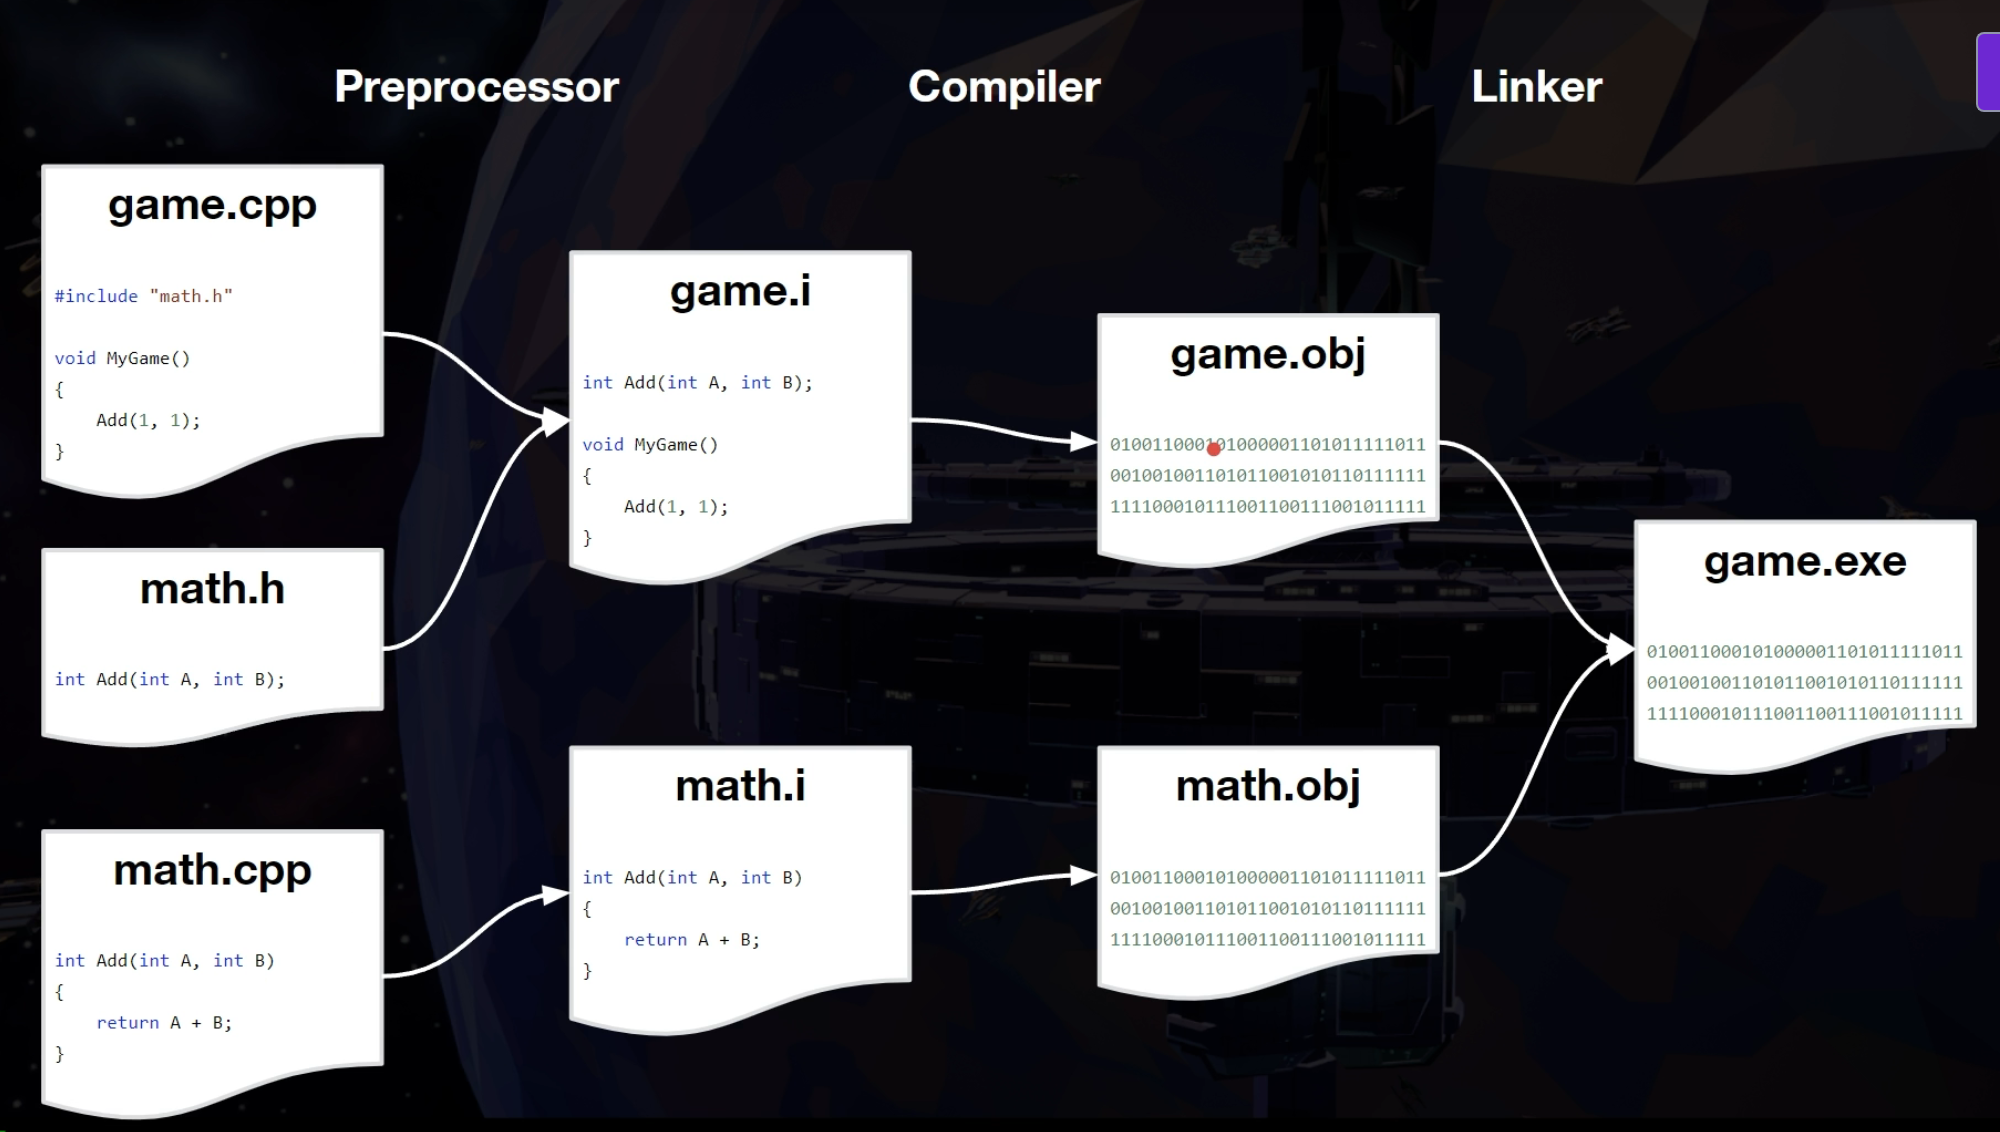 Preprocessor
Compiler
Linker
game.cpp
#include "math.h"
void MyGame()
{
Add(1, 1);
}
math.h
int Add(int A, int B);
math.cpp
int Add(int A, int B)
{
return A + B;
}
game.i
int Add(int A, int B);
void MyGame()
{
Add(1, 1);
}
math.i
int Add(int A, int B)
{
return A + B;
}
game.obj
0100110001010000011010111110​11
001001001101011001010110111111
111100010111001100111001011111
math.obj
010011000101000001101011111011
001001001101011001010110111111
111100010111001100111001011111
game.exe
010011000101000001101011111011
001001001101011001010110111111
111100010111001100111001011111